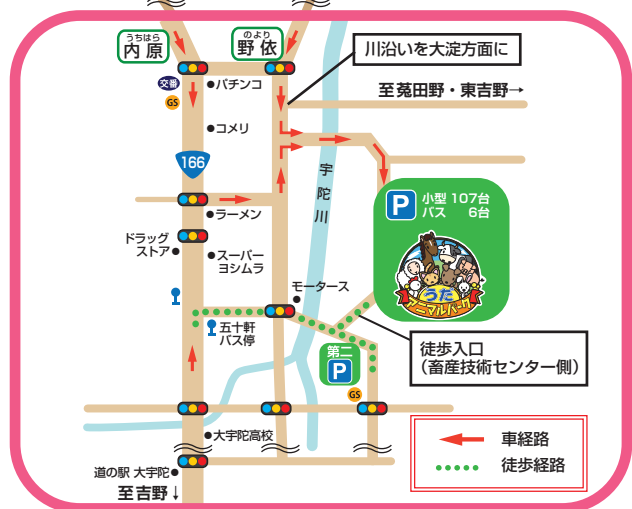 うちはら
内原
のより
野依
川沿いを大淀方面に
交番
パチンコ
至菟田野・東吉野→
GS
コメリ
166
宇陀川
P
小型 107台
バス 6台
ラーメン
ドラッグ
ストア
スーパー
ヨシムラ
うだ
アニマルパーク
モータース
五十軒
バス停
徒歩入口
（畜産技術センター側）
第二
P
GS
大宇陀高校
車経路
徒歩経路
道の駅 大宇陀
至吉野↓